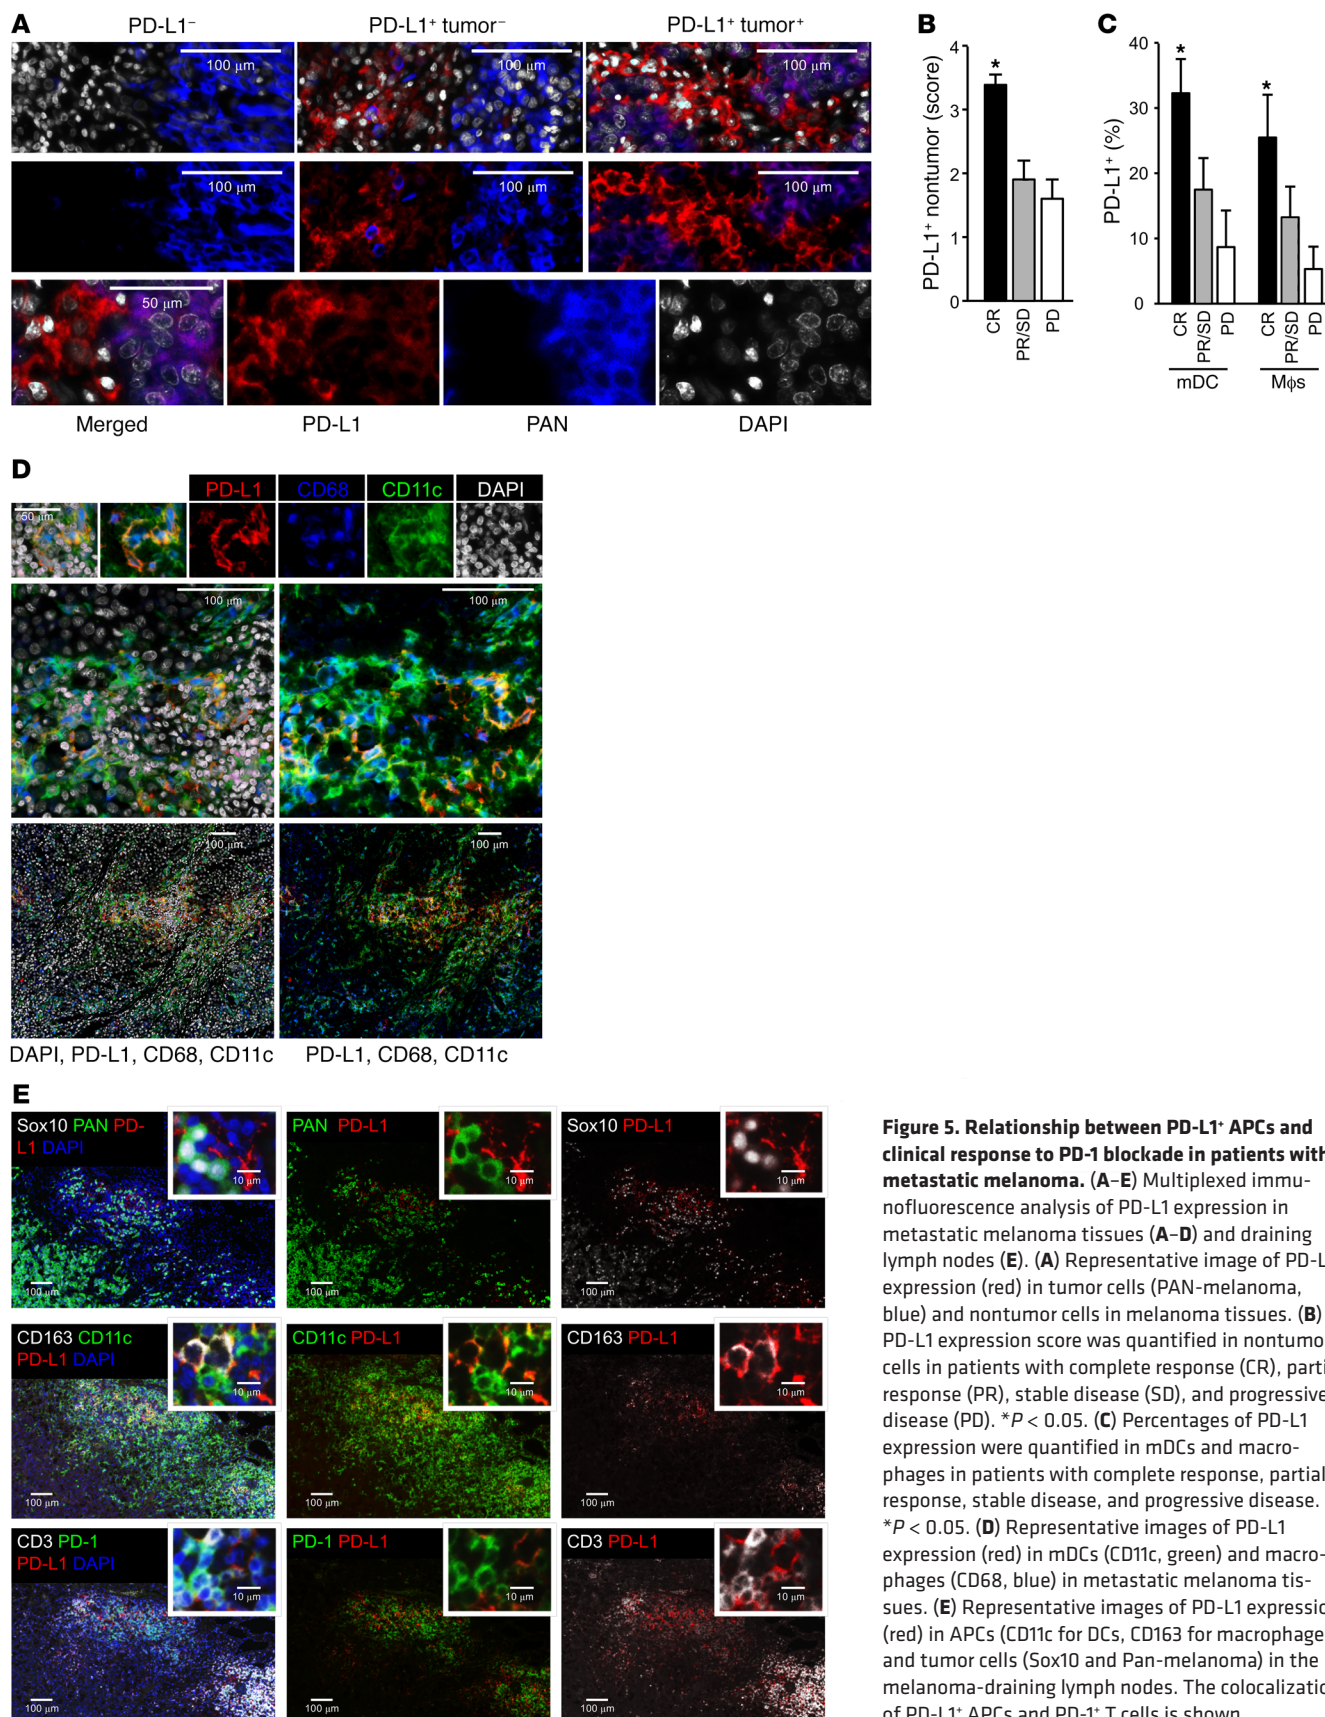 A
PD-L1⁻
PD-L1⁺ tumor⁻
PD-L1⁺ tumor⁺
100 μm
100 μm
100 μm
100 μm
100 μm
100 μm
50 μm
Merged
PD-L1
PAN
DAPI
B
PD-L1⁺ nontumor (score)
4
3
2
1
0
*
CR
PR/SD
PD
C
PD-L1⁺ (%)
40
30
20
10
0
*
*
CR
PR/SD
PD
CR
PR/SD
PD
mDC
Mϕs
D
PD-L1
CD68
CD11c
DAPI
50 μm
100 μm
100 μm
100 μm
100 μm
DAPI, PD-L1, CD68, CD11c
PD-L1, CD68, CD11c
E
Sox10 PAN PD-
L1 DAPI
10 μm
100 μm
PAN PD-L1
10 μm
100 μm
Sox10 PD-L1
10 μm
100 μm
CD163 CD11c
PD-L1 DAPI
10 μm
100 μm
CD11c PD-L1
10 μm
100 μm
CD163 PD-L1
10 μm
100 μm
CD3 PD-1
PD-L1 DAPI
10 μm
100 μm
PD-1 PD-L1
10 μm
100 μm
CD3 PD-L1
10 μm
100 μm
Figure 5. Relationship between PD-L1⁺ APCs and
clinical response to PD-1 blockade in patients with
metastatic melanoma. (A–E) Multiplexed immu-
nofluorescence analysis of PD-L1 expression in
metastatic melanoma tissues (A–D) and draining
lymph nodes (E). (A) Representative image of
expression (red) in tumor cells (PAN-melanoma,
blue) and nontumor cells in melanoma tissues. (B)
PD-L1 expression score was quantified in
cells in patients with complete response (CR),
response (PR), stable disease (SD), and progressive
disease (PD). *P < 0.05. (C) Percentages of PD-L1
expression were quantified in mDCs and macro-
phages in patients with complete response, partial
response, stable disease, and progressive disease.
*P < 0.05. (D) Representative images of PD-L1
expression (red) in mDCs (CD11c, green) and macro-
phages (CD68, blue) in metastatic melanoma tis-
sues. (E) Representative images of PD-L1
(red) in APCs (CD11c for DCs, CD163 for
and tumor cells (Sox10 and Pan-melanoma) in the
melanoma-draining lymph nodes. The
of PD-L1⁺ APCs and PD-1⁺ T cells is shown